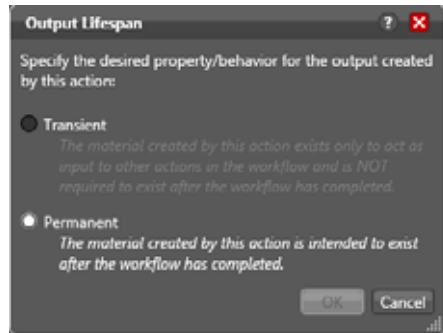 Output Lifespan
?
Specify the desired property/behavior for the output created
by this action:
Transient
The material created by this action exists only to act as
input to other actions in the workflow and is NOT
required to exist after the workflow has completed.
Permanent
The material created by this action is intended to exist
after the workflow has completed.
OK
Cancel